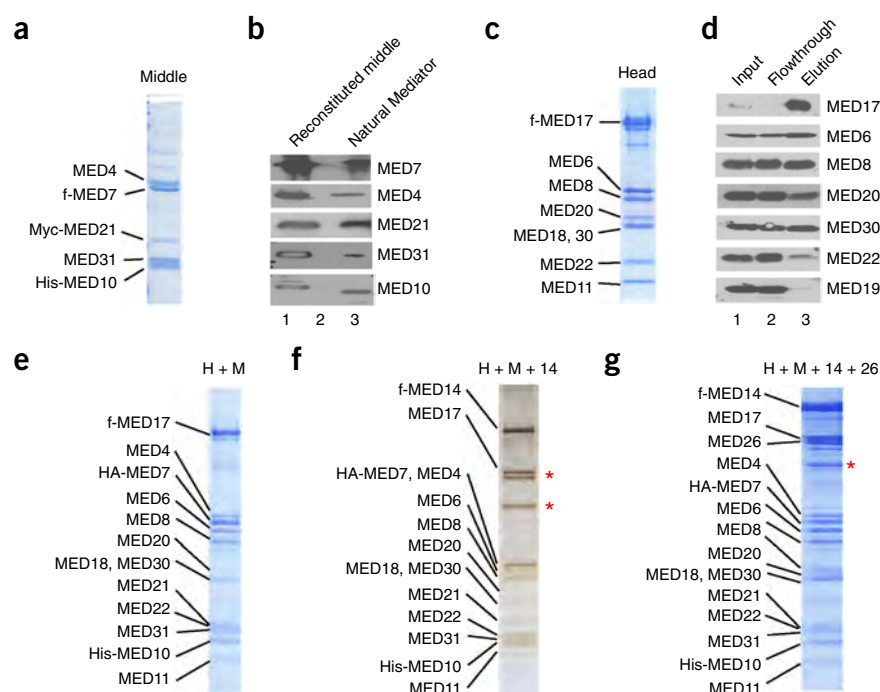 a
Middle
MED4
f-MED7
Myc-MED21
MED31
His-MED10
b
Reconstituted middle
Natural Mediator
MED7
MED4
MED21
MED31
MED10
1 2 3
c
Head
f-MED17
MED6
MED8
MED20
MED18, 30
MED22
MED11
d
Input
Flowthrough
Elution
MED17
MED6
MED8
MED20
MED30
MED22
MED19
1 2 3
e
H + M
f-MED17
MED4
HA-MED7
MED6
MED8
MED20
MED18, MED30
MED21
MED22
MED31
His-MED10
MED11
f
H + M + 14
f-MED14
MED17
HA-MED7, MED4
*
MED6
*
MED8
MED20
MED18, MED30
MED21
MED22
MED31
His-MED10
MED11
g
H + M + 14 + 26
f-MED14
MED17
MED26
MED4
*
HA-MED7
MED6
MED8
MED20
MED18, MED30
MED21
MED22
MED31
His-MED10
MED11